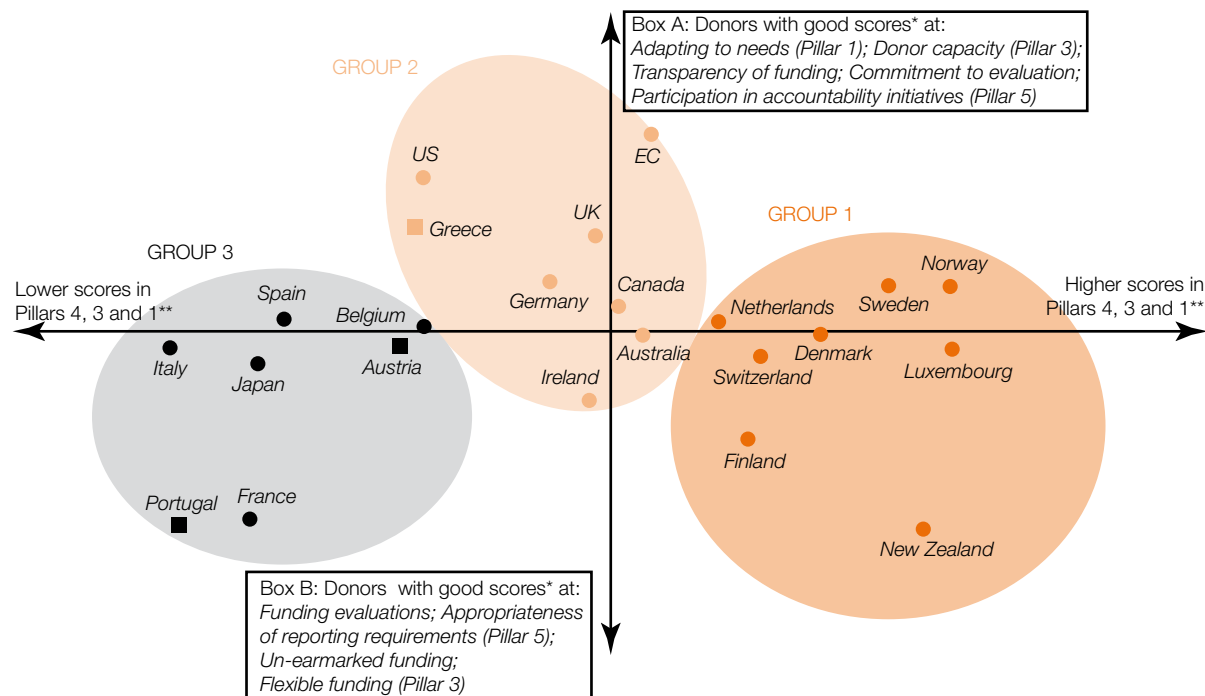 Box A: Donors with good scores* at:
Adapting to needs (Pillar 1); Donor capacity (Pillar 3);
Transparency of funding; Commitment to evaluation;
Participation in accountability initiatives (Pillar 5)
GROUP 2
EC
US
UK
Greece
GROUP 1
GROUP 3
Norway
Lower scores in
Pillars 4, 3 and 1**
Higher scores in
Pillars 4, 3 and 1**
Spain
Germany
Canada
Sweden
Belgium
Netherlands
Italy
Austria
Australia
Denmark
Luxembourg
Japan
Ireland
Switzerland
Finland
Portugal
France
New Zealand
Box B: Donors  with good scores* at:
Funding evaluations; Appropriateness
of reporting requirements (Pillar 5);
Un-earmarked funding;
Flexible funding (Pillar 3)